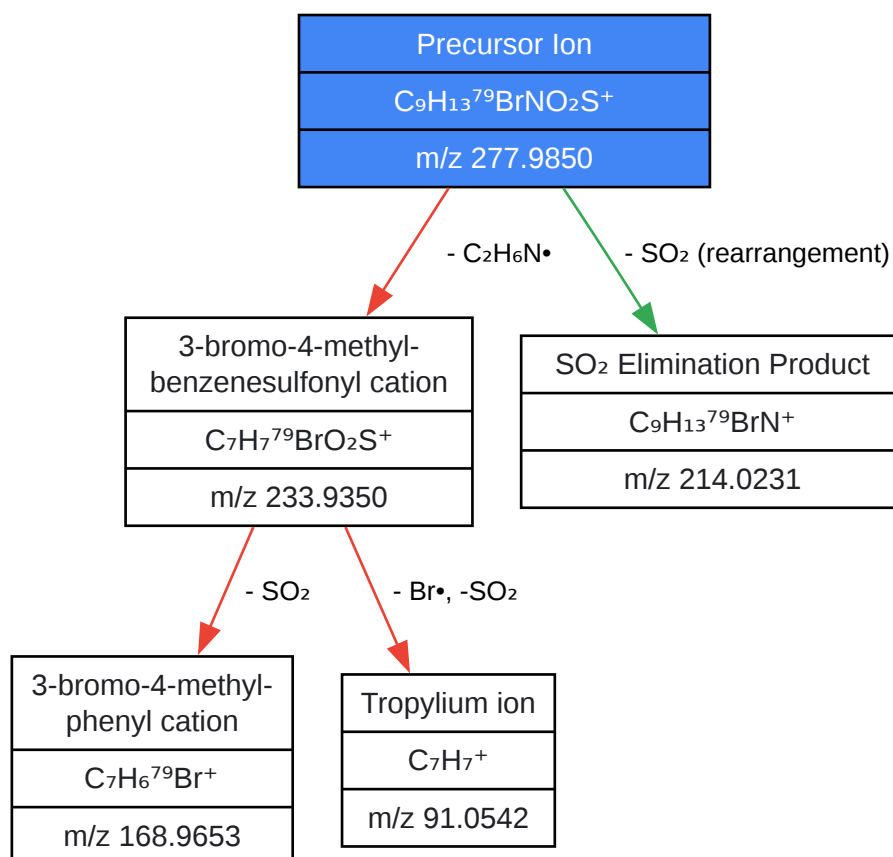 Precursor Ion
C₉H₁₃⁷⁹BrNO₂S⁺
m/z 277.9850
- C₂H₆N•
- SO₂ (rearrangement)
3-bromo-4-methyl-
benzenesulfonyl cation
C₇H₇⁷⁹BrO₂S⁺
m/z 233.9350
SO₂ Elimination Product
C₉H₁₃⁷⁹BrN⁺
m/z 214.0231
- SO₂
- Br•, -SO₂
3-bromo-4-methyl-
phenyl cation
C₇H₆⁷⁹Br⁺
m/z 168.9653
Tropylium ion
C₇H₇⁺
m/z 91.0542